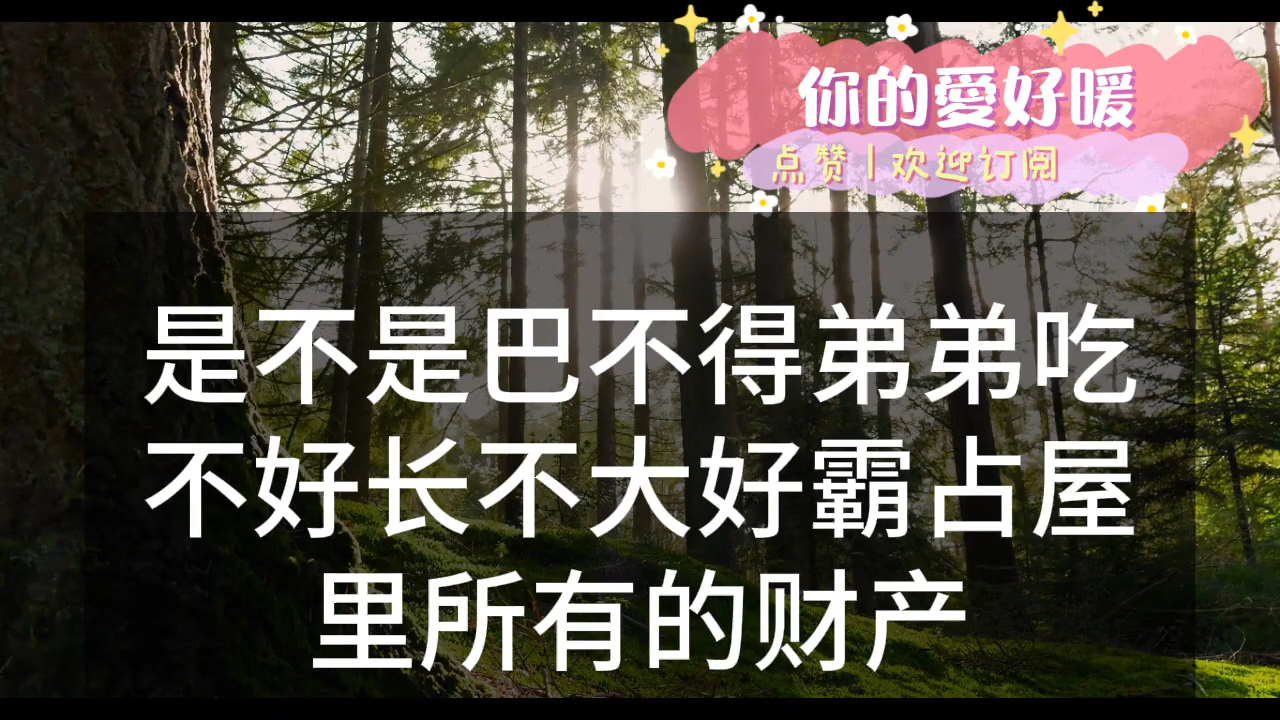 你的愛好暖
点赞 | 欢迎订阅
是不是巴不得弟弟吃
不好长不大好霸占屋
里所有的财产